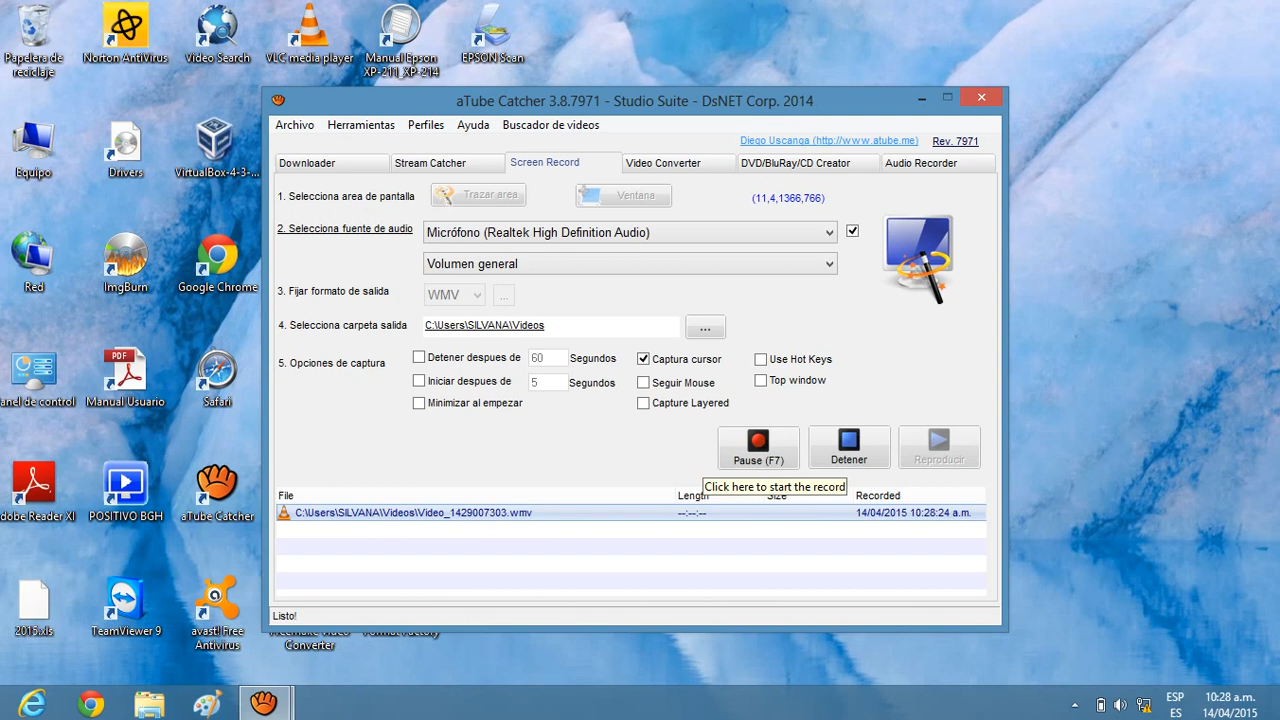 Papelera de reciclaje
Norton AntiVirus
Video Search
VLC media player
Manual Epson XP-211_XP-214
EPSON Scan
Equipo
Drivers
VirtualBox-4-3-...
Red
ImgBurn
Google Chrome
anel de control
PDF
Manual Usuario
Safari
dobe Reader XI
POSITIVO BGH
aTube Catcher
2015.xls
TeamViewer 9
avast! Free Antivirus
Converter
aTube Catcher 3.8.7971 - Studio Suite - DsNET Corp. 2014
Archivo Herramientas Perfiles Ayuda Buscador de videos
Diego Uscanga (http://www.atube.me) Rev. 7971
Downloader Stream Catcher Screen Record Video Converter DVD/BluRay/CD Creator Audio Recorder
1. Selecciona area de pantalla Trazar area Ventana (11,4,1366,766)
2. Selecciona fuente de audio Micrófono (Realtek High Definition Audio)
Volumen general
3. Fijar formato de salida WMV ...
4. Selecciona carpeta salida C:\Users\SILVANA\Videos ...
5. Opciones de captura
Detener despues de 60 Segundos Captura cursor Use Hot Keys
Iniciar despues de 5 Segundos Seguir Mouse Top window
Minimizar al empezar Capture Layered
Pause (F7) Detener Reproducir
Click here to start the record
File Length Size Recorded
C:\Users\SILVANA\Videos\Video_1429007303.wmv --:--:-- 14/04/2015 10:28:24 a.m.
Listo!
ESP
ES
10:28 a.m.
14/04/2015